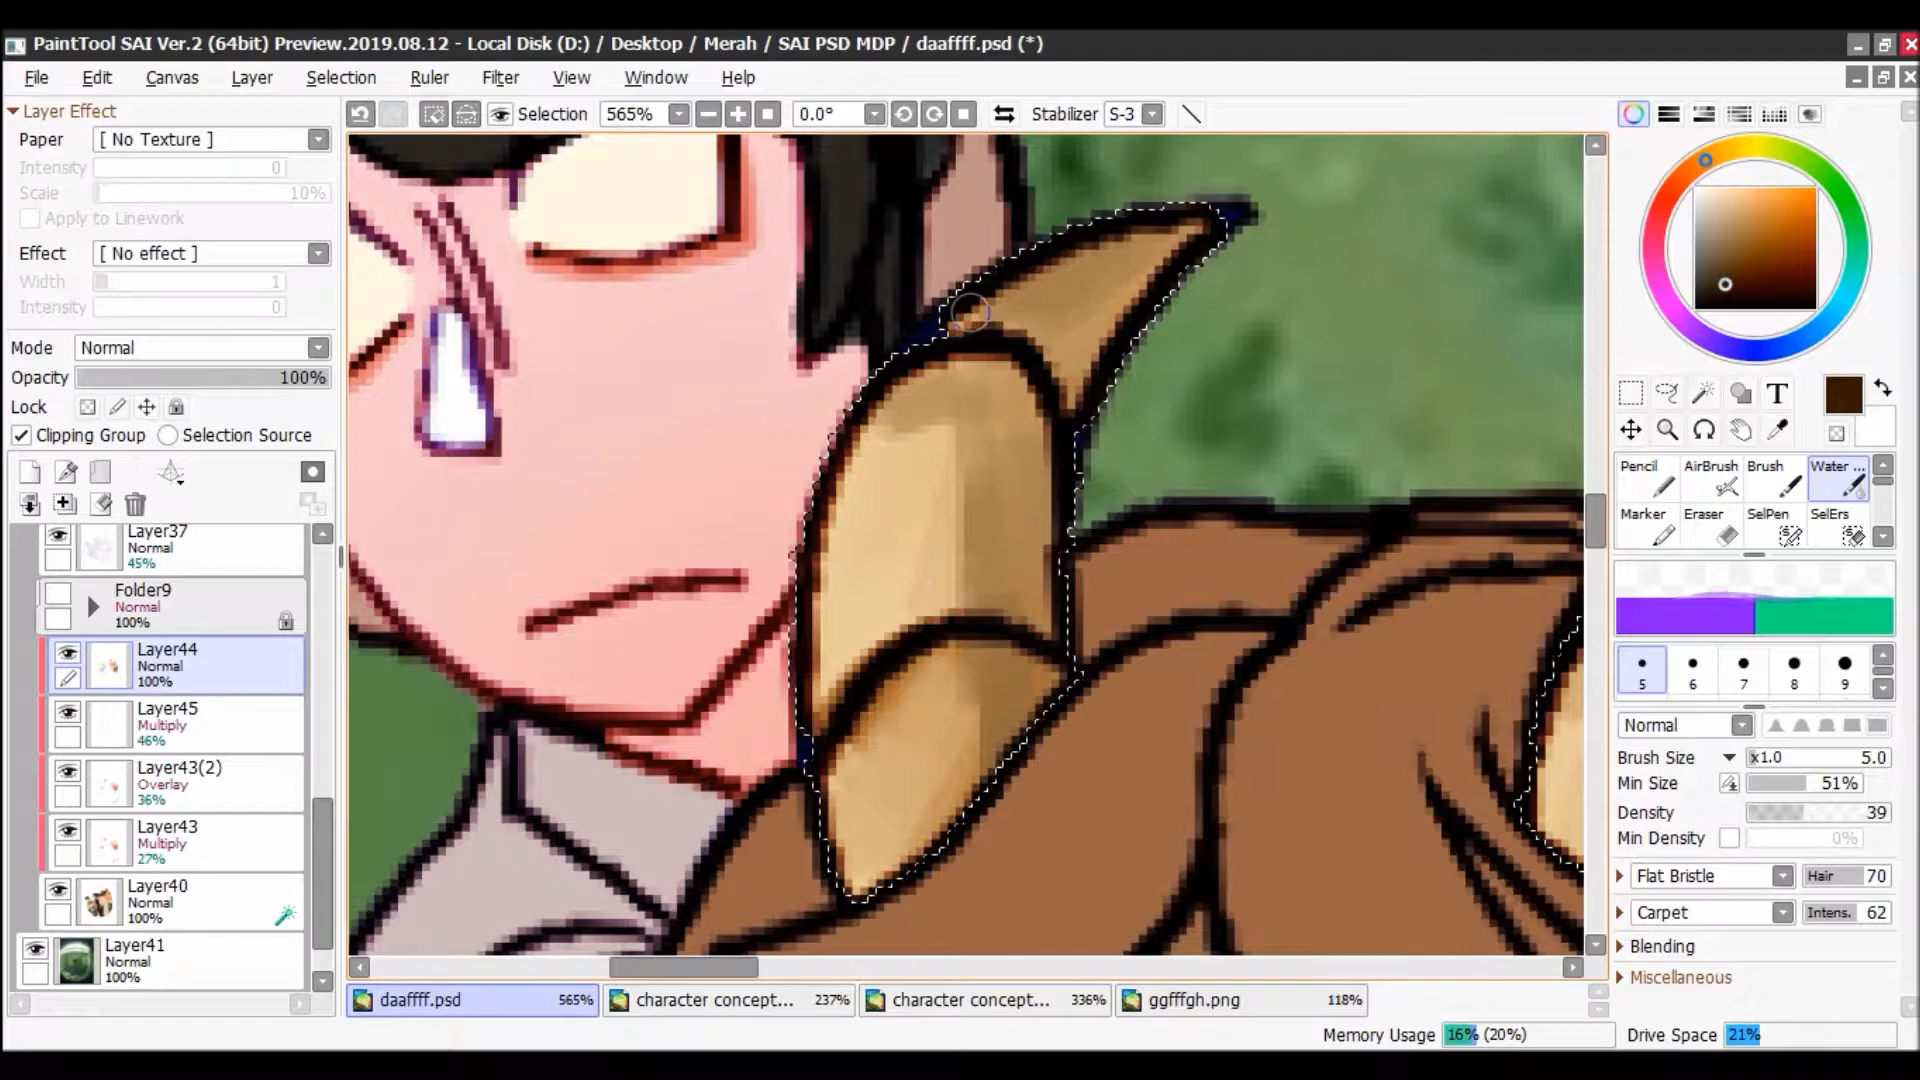 PaintTool SAI Ver.2 (64bit) Preview.2019.08.12 - Local Disk (D:) / Desktop / Merah / SAI PSD MDP / daaffff.psd (*)
File Edit Canvas Layer Selection Ruler Filter View Window Help
Selection 565% 0.0° Stabilizer S-3
Layer Effect
Paper [ No Texture ]
Intensity 0
Scale 10%
Apply to Linework
Effect [ No effect ]
Width 1
Intensity 0
Mode Normal
Opacity 100%
Lock
Clipping Group Selection Source
Layer37
Normal
45%
Folder9
Normal
100%
Layer44
Normal
100%
Layer45
Multiply
46%
Layer43(2)
Overlay
36%
Layer43
Multiply
27%
Layer40
Normal
100%
Layer41
Normal
100%
T
Pencil AirBrush Brush Water ...
Marker Eraser SelPen SelErs
5 6 7 8 9
Normal
Brush Size x1.0 5.0
Min Size 51%
Density 39
Min Density 0%
Flat Bristle Hair 70
Carpet Intens. 62
Blending
Miscellaneous
daaffff.psd 565% character concept... 237% character concept... 336% ggfffgh.png 118%
Memory Usage 16% (20%) Drive Space 21%